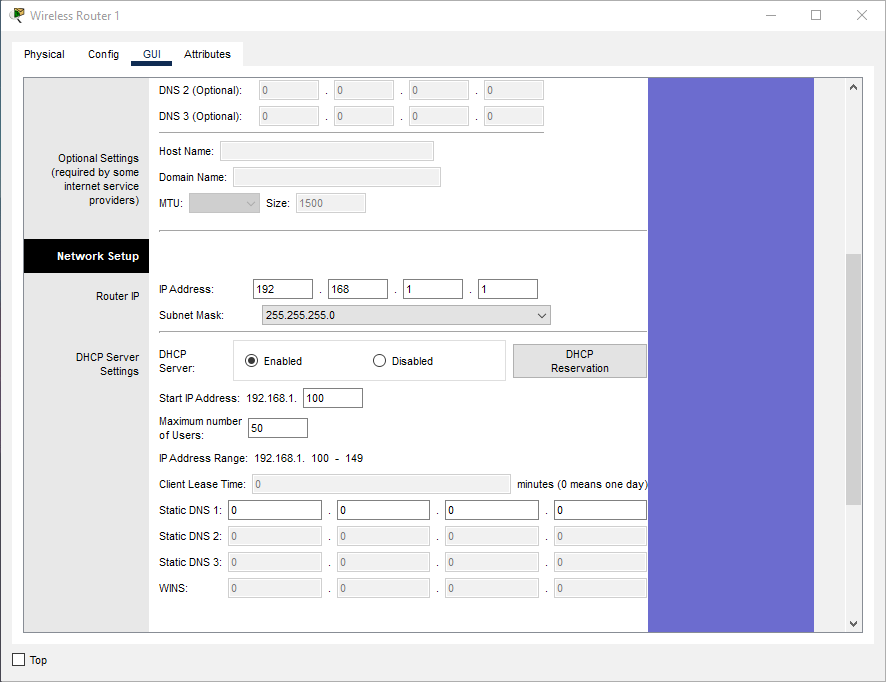 Wireless Router 1
Physical Config GUI Attributes
DNS 2 (Optional): 0 . 0 . 0 . 0
DNS 3 (Optional): 0 . 0 . 0 . 0
Optional Settings
(required by some
internet service
providers)
Host Name:
Domain Name:
MTU: Size: 1500
Network Setup
Router IP
IP Address: 192 . 168 . 1 . 1
Subnet Mask: 255.255.255.0
DHCP Server
Settings
DHCP
Server:
Enabled Disabled
DHCP
Reservation
Start IP Address: 192.168.1. 100
Maximum number
of Users:
50
IP Address Range: 192.168.1. 100 - 149
Client Lease Time: 0 minutes (0 means one day)
Static DNS 1: 0 . 0 . 0 . 0
Static DNS 2: 0 . 0 . 0 . 0
Static DNS 3: 0 . 0 . 0 . 0
WINS: 0 . 0 . 0 . 0
Top